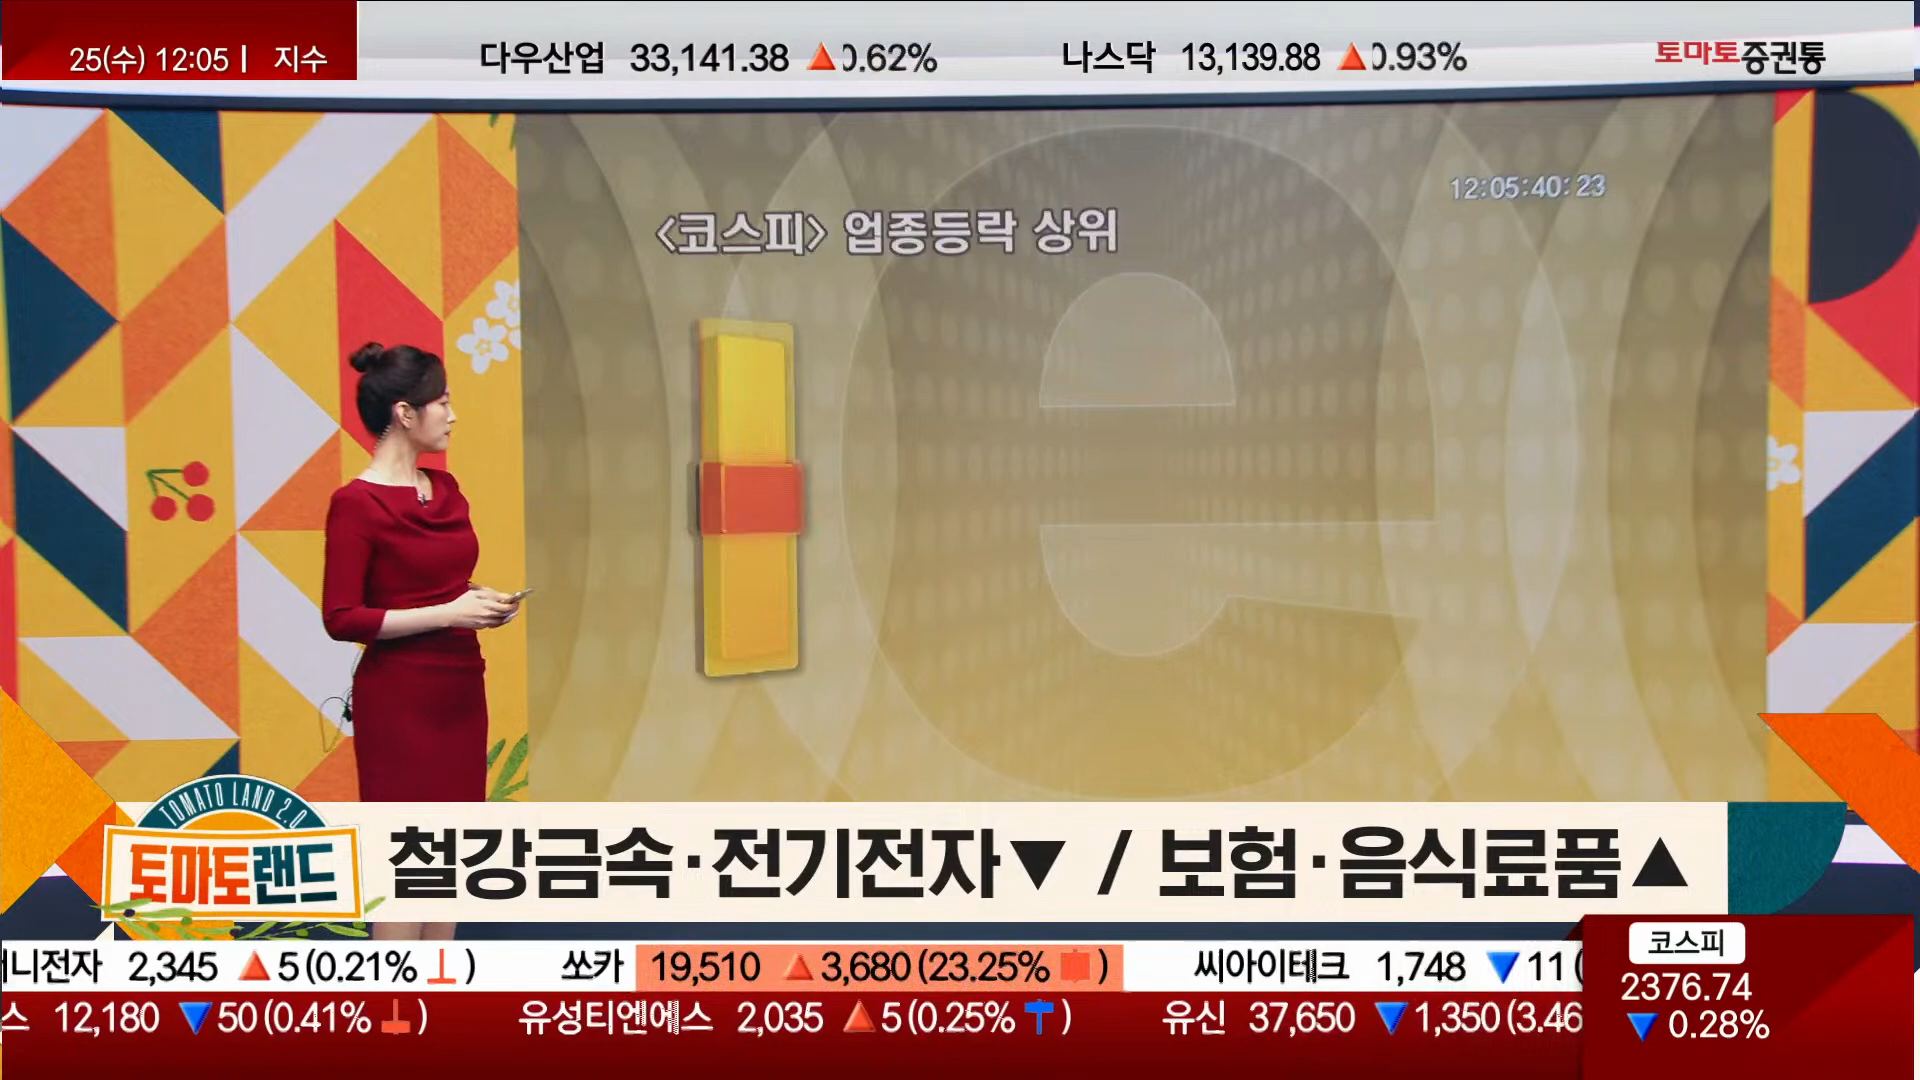 25(수) 12:05 | 지수
다우산업 33,141.38 ▲0.62%
나스닥 13,139.88 ▲0.93%
토마토증권통
12:05:40:23
<코스피> 업종등락 상위
TOMATO LAND 2.0
토마토랜드
철강금속·전기전자▼ / 보험·음식료품▲
니전자 2,345 ▲5(0.21%)
쏘카 19,510 ▲3,680(23.25%)
씨아이테크 1,748 ▼11(
스 12,180 ▼50(0.41%)
유성티엔에스 2,035 ▲5(0.25%)
유신 37,650 ▼1,350(3.46
코스피
2376.74
▼0.28%